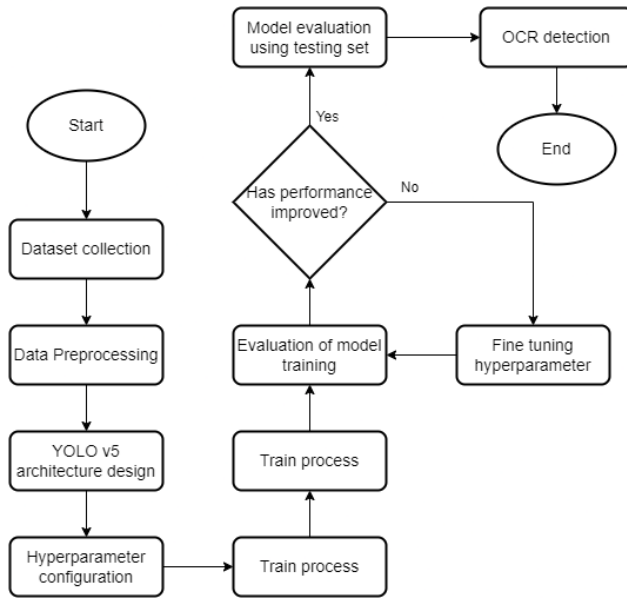 Start
Dataset collection
Data Preprocessing
YOLO v5
architecture design
Hyperparameter
configuration
Train process
Train process
Evaluation of model
training
Has performance
improved?
Yes
No
Fine tuning
hyperparameter
Model evaluation
using testing set
OCR detection
End